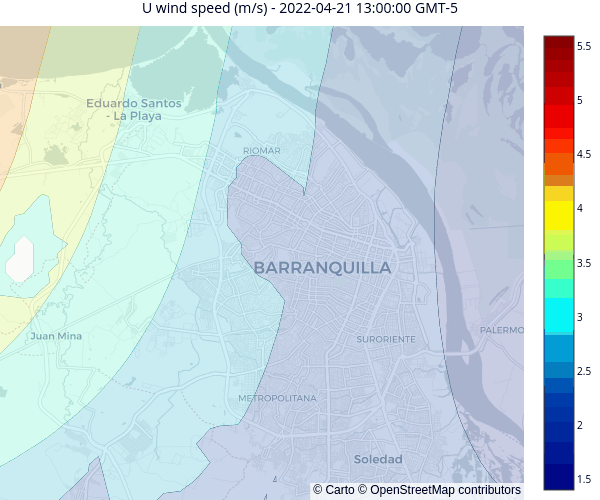 U wind speed (m/s) - 2022-04-21 13:00:00 GMT-5
5.5
5
4.5
4
3.5
3
2.5
2
1.5
Eduardo Santos
- La Playa
RIOMAR
BARRANQUILLA
Juan Mina
SURORIENTE
PALERMO
METROPOLITANA
Soledad
© Carto © OpenStreetMap contributors